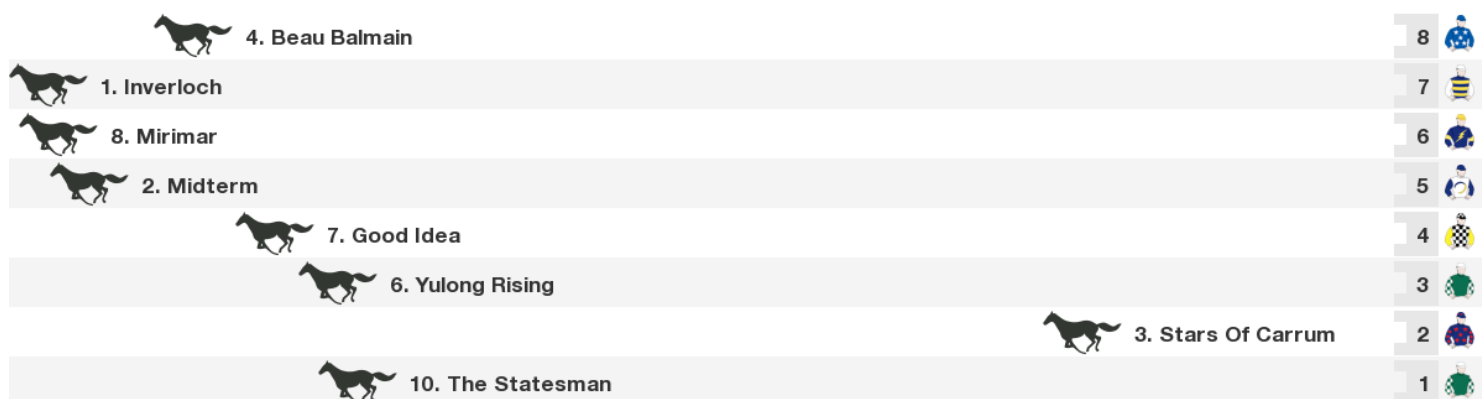 4. Beau Balmain 8
1. Inverloch 7
8. Mirimar 6
2. Midterm 5
7. Good Idea 4
6. Yulong Rising 3
3. Stars Of Carrum 2
10. The Statesman 1